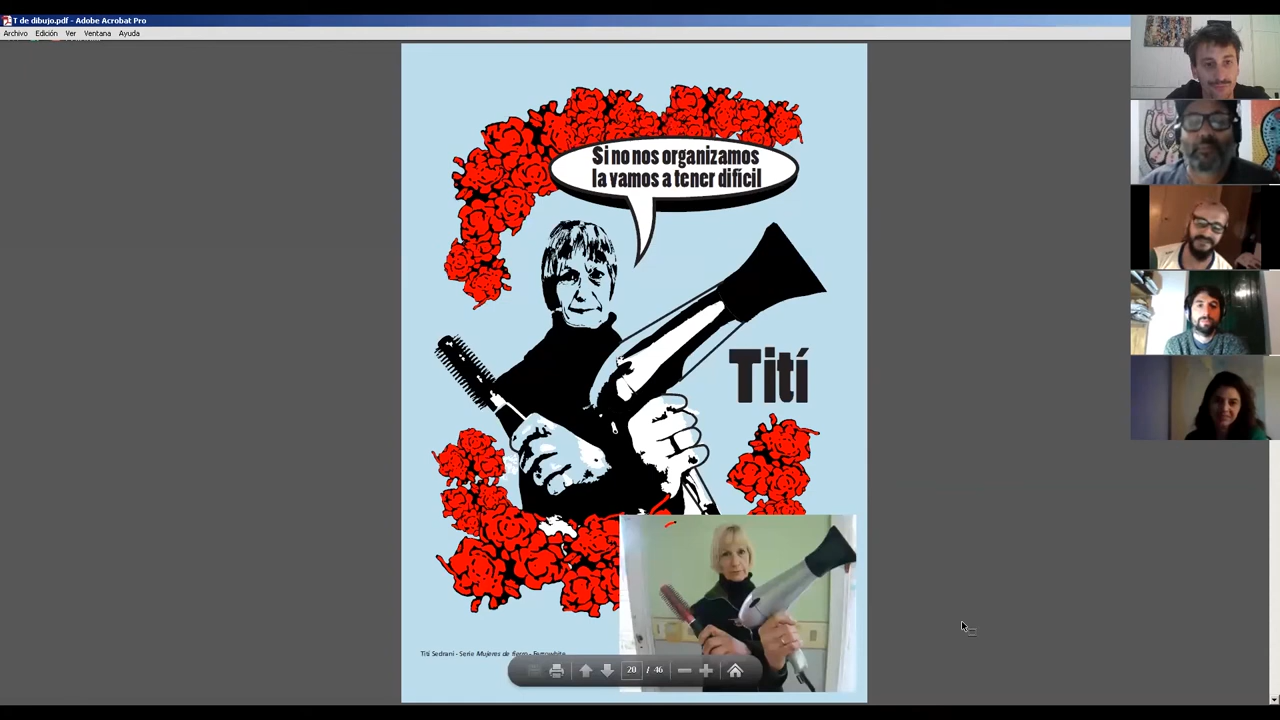 T de dibujo.pdf - Adobe Acrobat Pro
Archivo Edición Ver Ventana Ayuda
Si no nos organizamos
la vamos a tener difícil
Tití
Tití Sedrani - Serie Mujeres de fierro - Ferrowhite
20 / 46